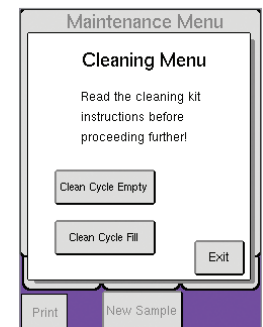 Maintenance Menu
Cleaning Menu
Read the cleaning kit
instructions before
proceeding further!
Clean Cycle Empty
Clean Cycle Fill
Exit
Print
New Sample